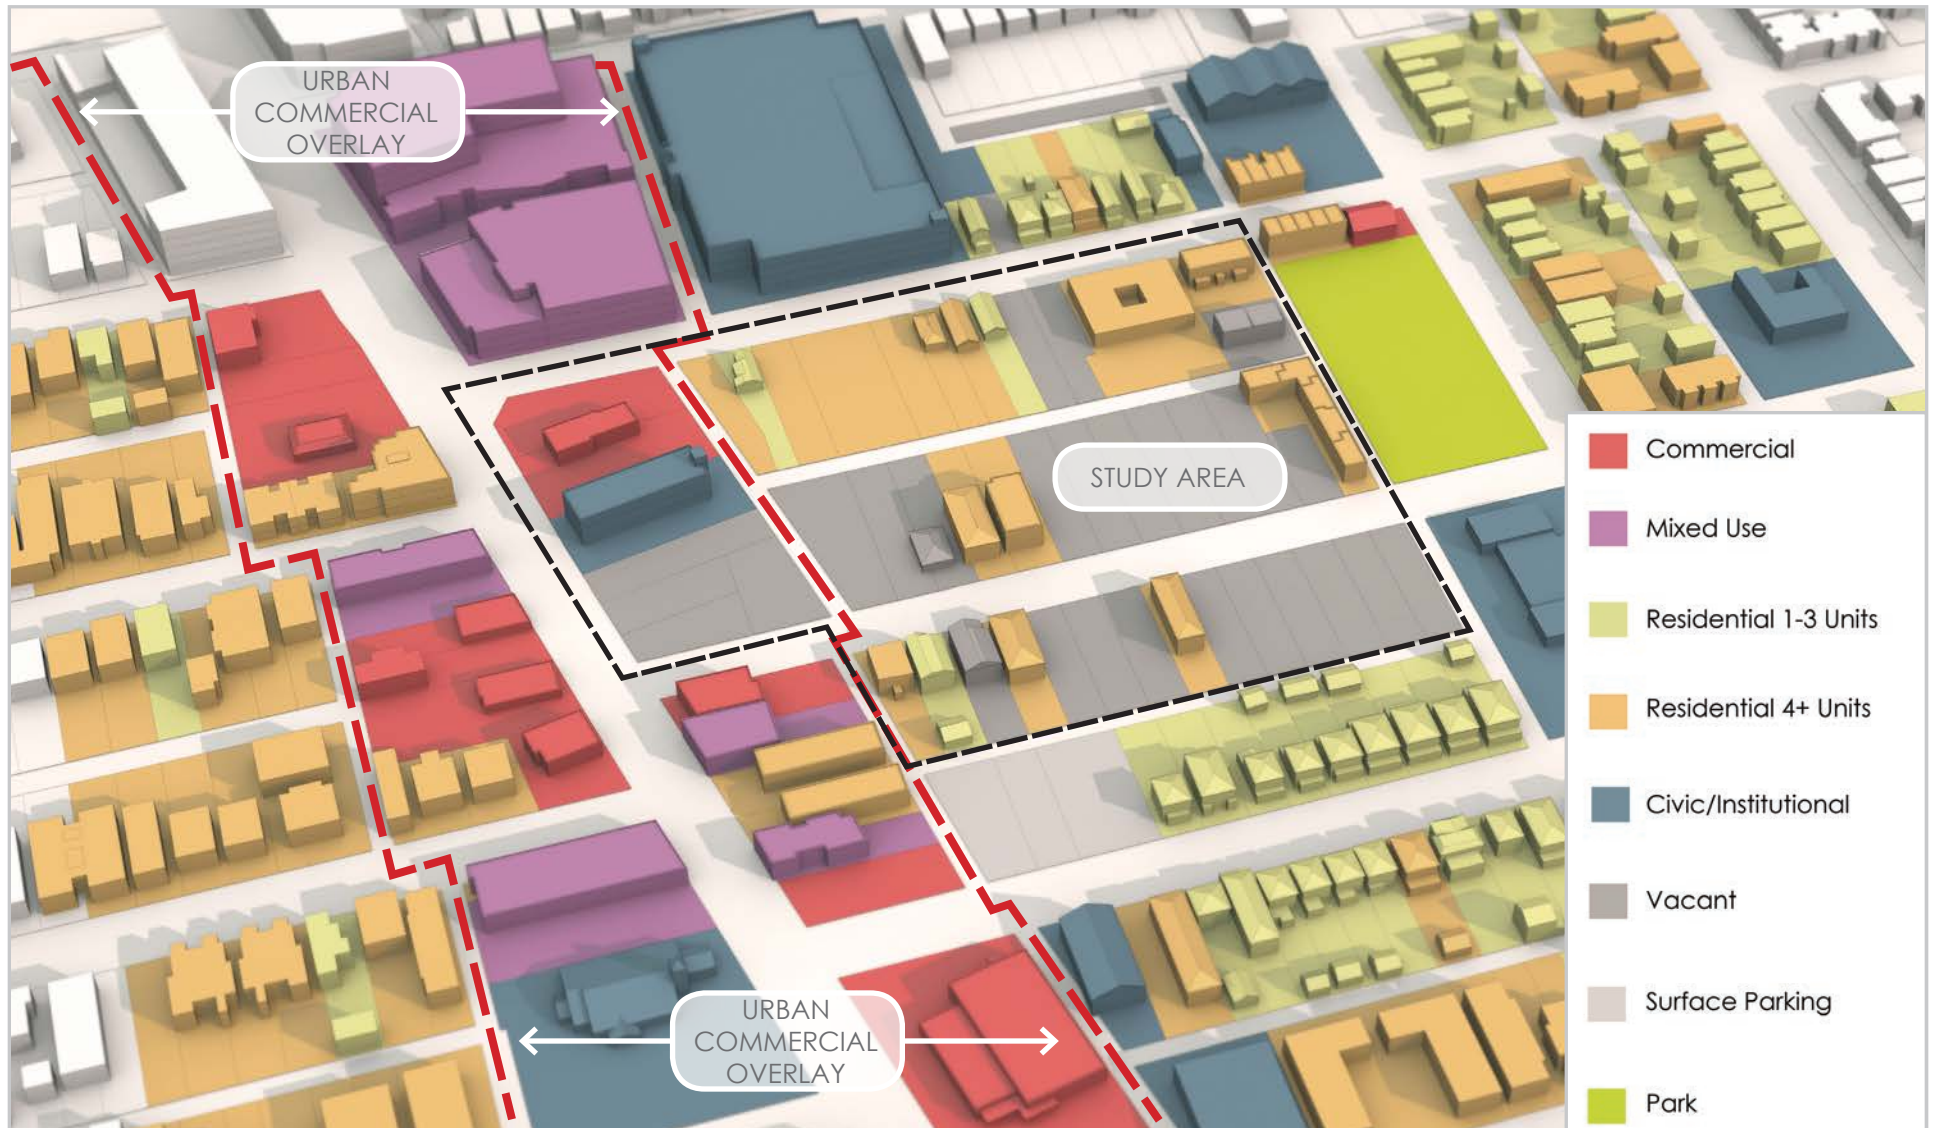 URBAN
COMMERCIAL
OVERLAY
STUDY AREA
URBAN
COMMERCIAL
OVERLAY
Commercial
Mixed Use
Residential 1-3 Units
Residential 4+ Units
Civic/Institutional
Vacant
Surface Parking
Park